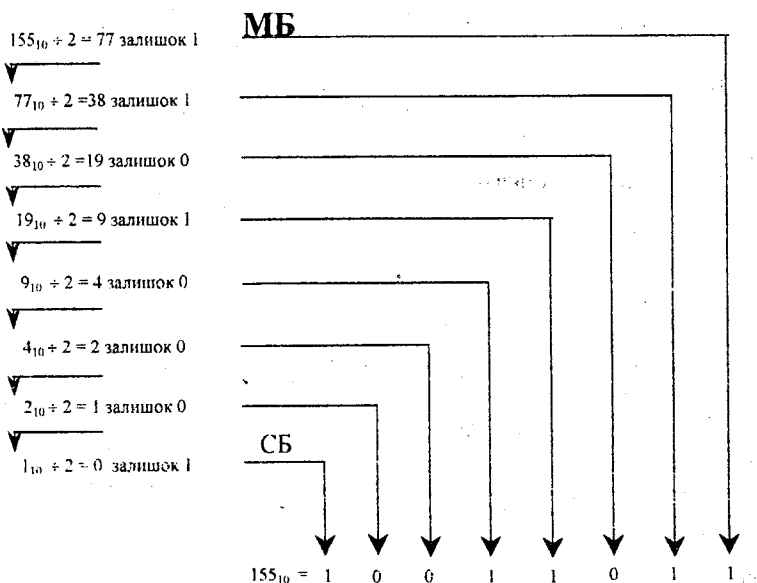 МБ
155₁₀ ÷ 2 = 77 залишок 1
77₁₀ ÷ 2 =38 залишок 1
38₁₀ ÷ 2 =19 залишок 0
19₁₀ ÷ 2 = 9 залишок 1
9₁₀ ÷ 2 = 4 залишок 0
4₁₀ ÷ 2 = 2 залишок 0
2₁₀ ÷ 2 = 1 залишок 0
СБ
1₁₀ ÷ 2 = 0 залишок 1
155₁₀ = 1 0 0 1 1 0 1 1